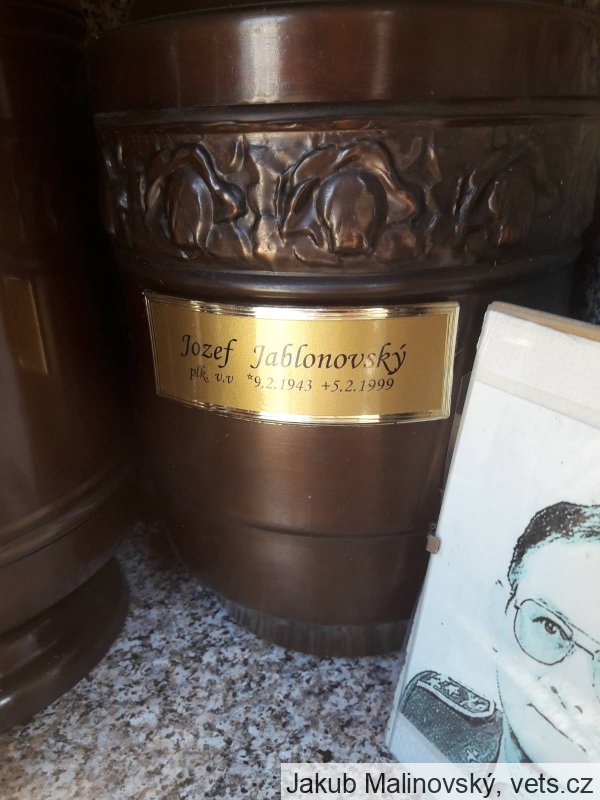 Jozef Jablonovský
plk. v.v *9.2.1943 +5.2.1999
Jakub Malinovský, vets.cz